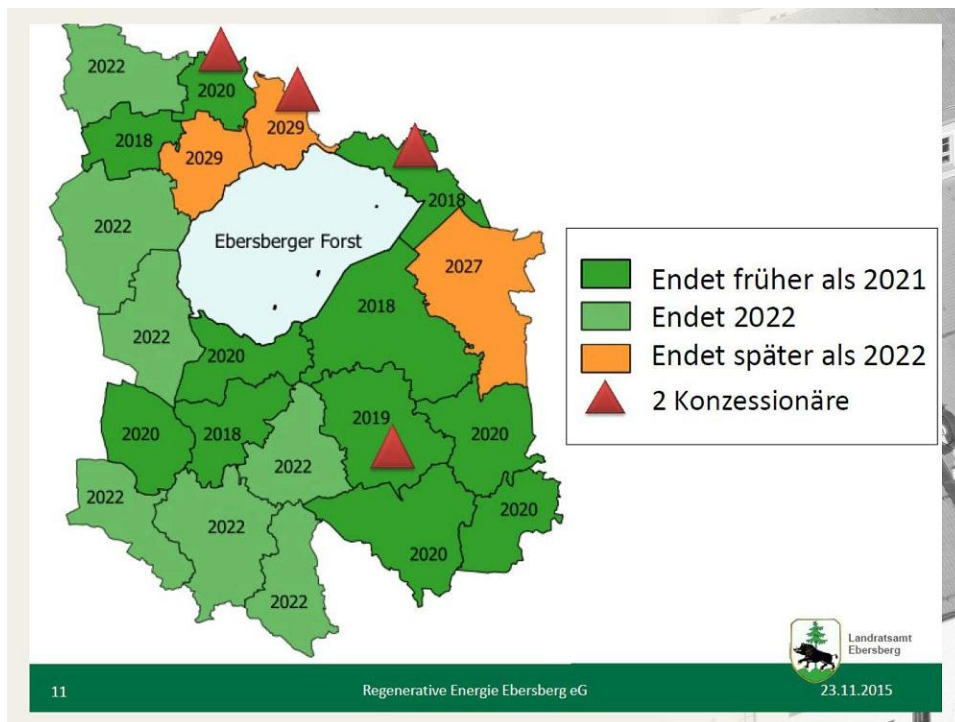 2022
2020
2018
2029
2029
2018
2022
Ebersberger Forst
2027
2018
2022
2020
2019
2020
2018
2020
2022
2022
2022
2020
2020
2022
Endet früher als 2021
Endet 2022
Endet später als 2022
2 Konzessionäre
Landratsamt
Ebersberg
11
Regenerative Energie Ebersberg eG
23.11.2015